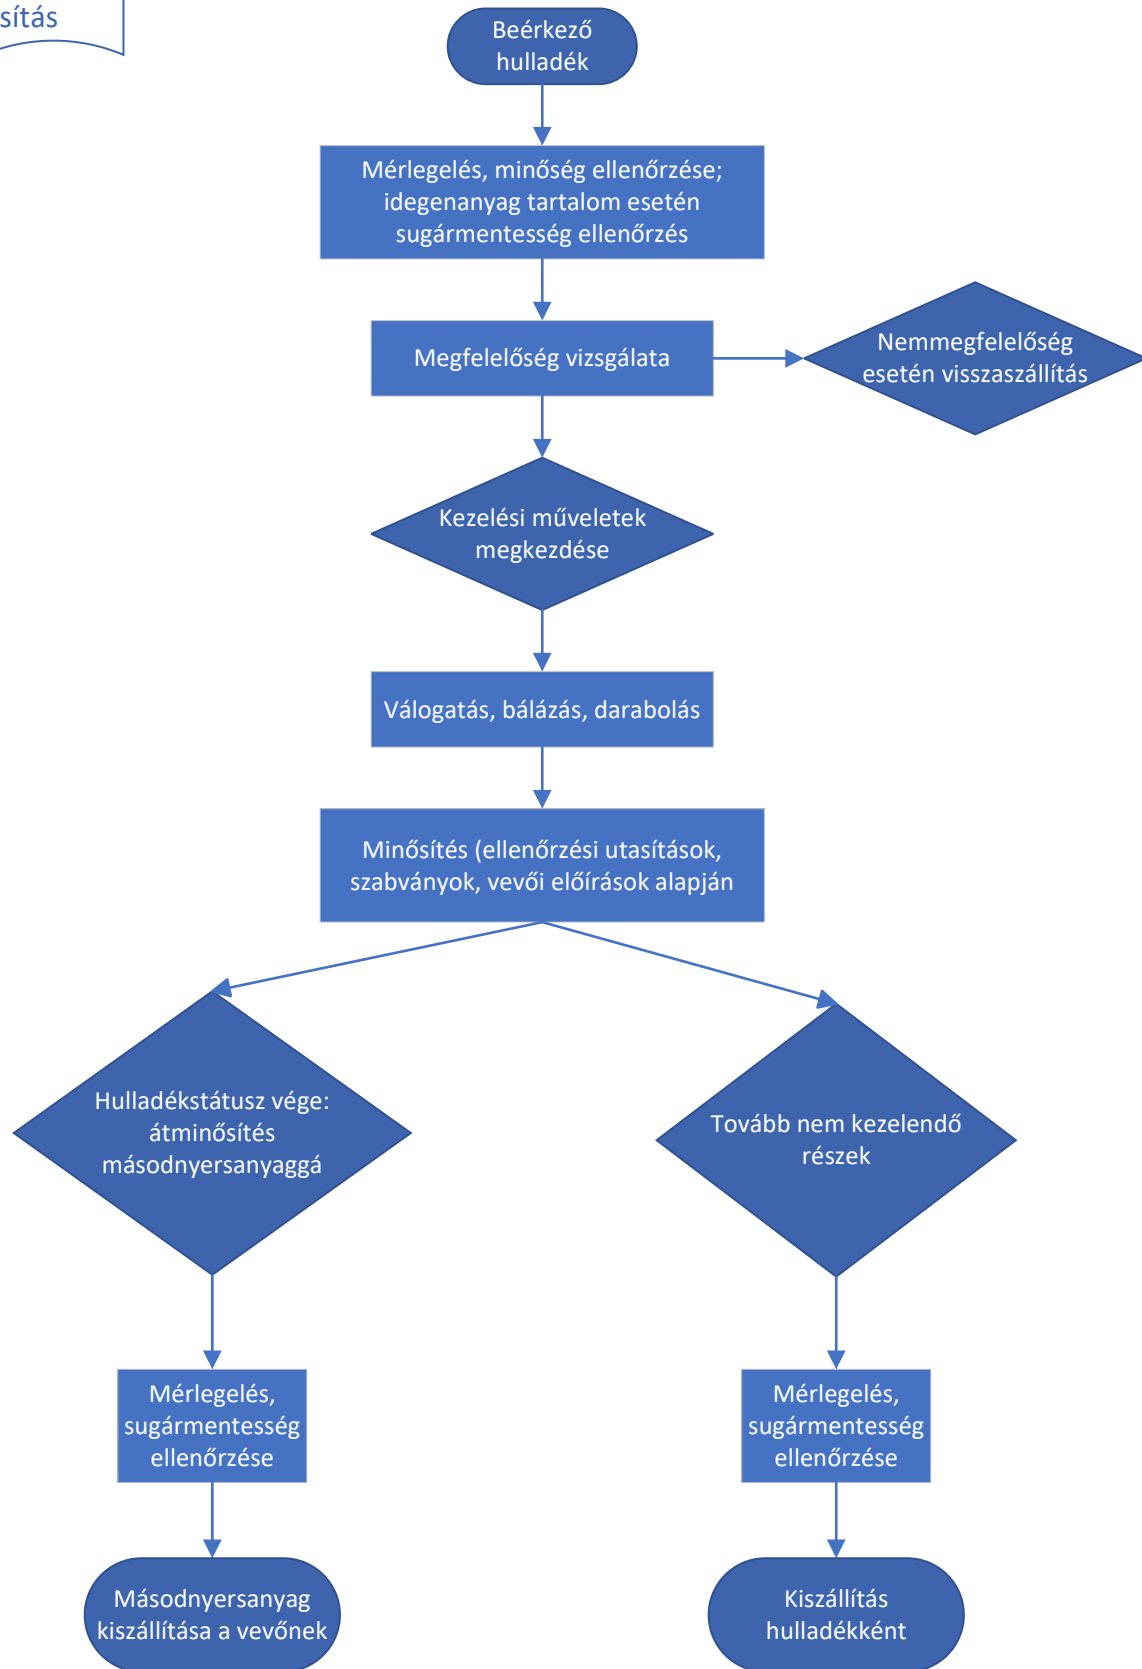 sítás
Beérkező
hulladék
Mérlegelés, minőség ellenőrzése;
idegenanyag tartalom esetén
sugármentesség ellenőrzés
Megfelelőség vizsgálata
Nemmegfelelőség
esetén visszaszállítás
Kezelési műveletek
megkezdése
Válogatás, bálázás, darabolás
Minősítés (ellenőrzési utasítások,
szabványok, vevői előírások alapján
Hulladékstátusz vége:
átminősítés
másodnyersanyaggá
Tovább nem kezelendő
részek
Mérlegelés,
sugármentesség
ellenőrzése
Mérlegelés,
sugármentesség
ellenőrzése
Másodnyersanyag
kiszállítása a vevőnek
Kiszállítás
hulladékként